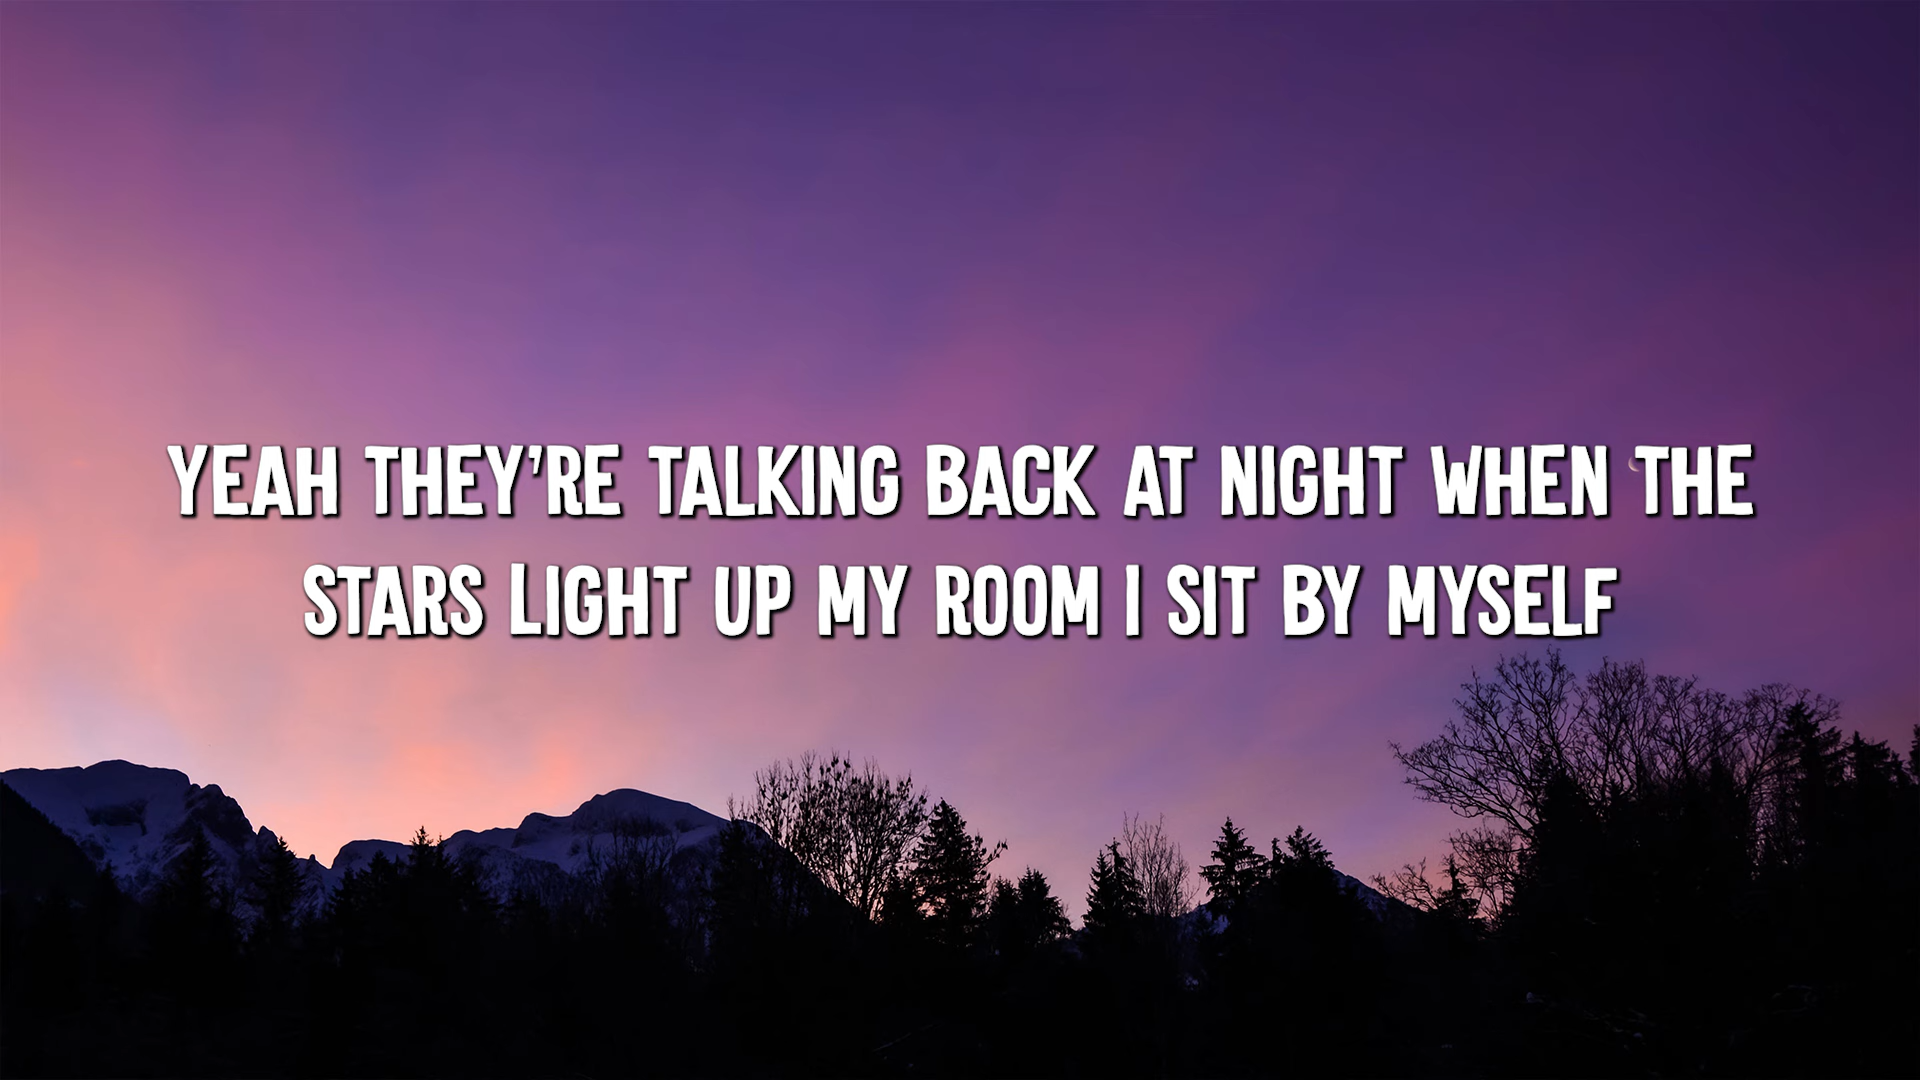 YEAH THEY'RE TALKING BACK AT NIGHT WHEN THE
STARS LIGHT UP MY ROOM I SIT BY MYSELF